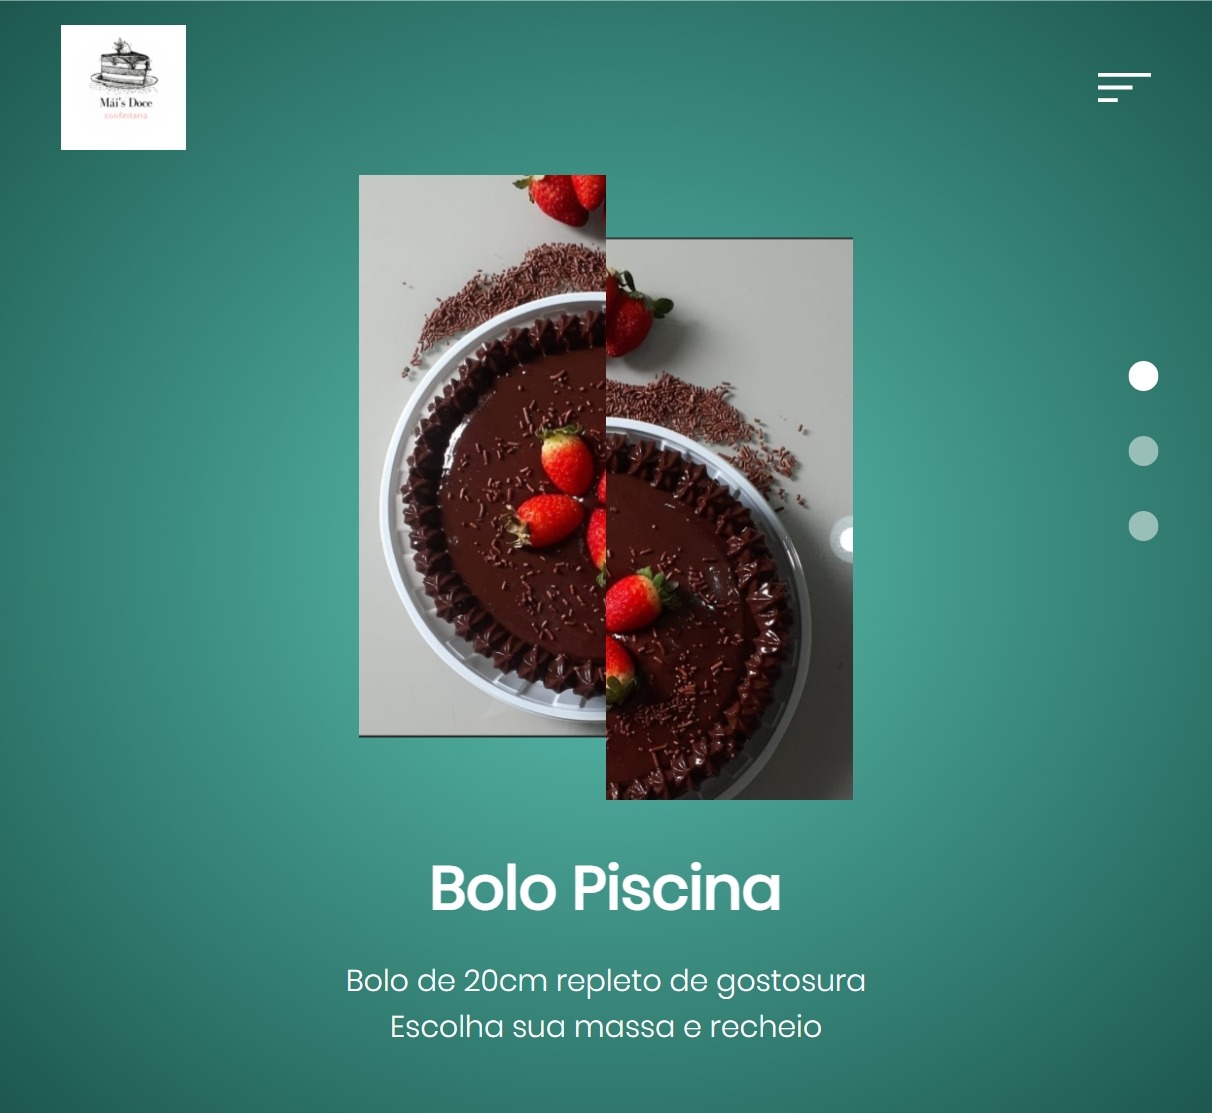 Mái's Doce
confeitaria
Bolo Piscina
Bolo de 20cm repleto de gostosura
Escolha sua massa e recheio